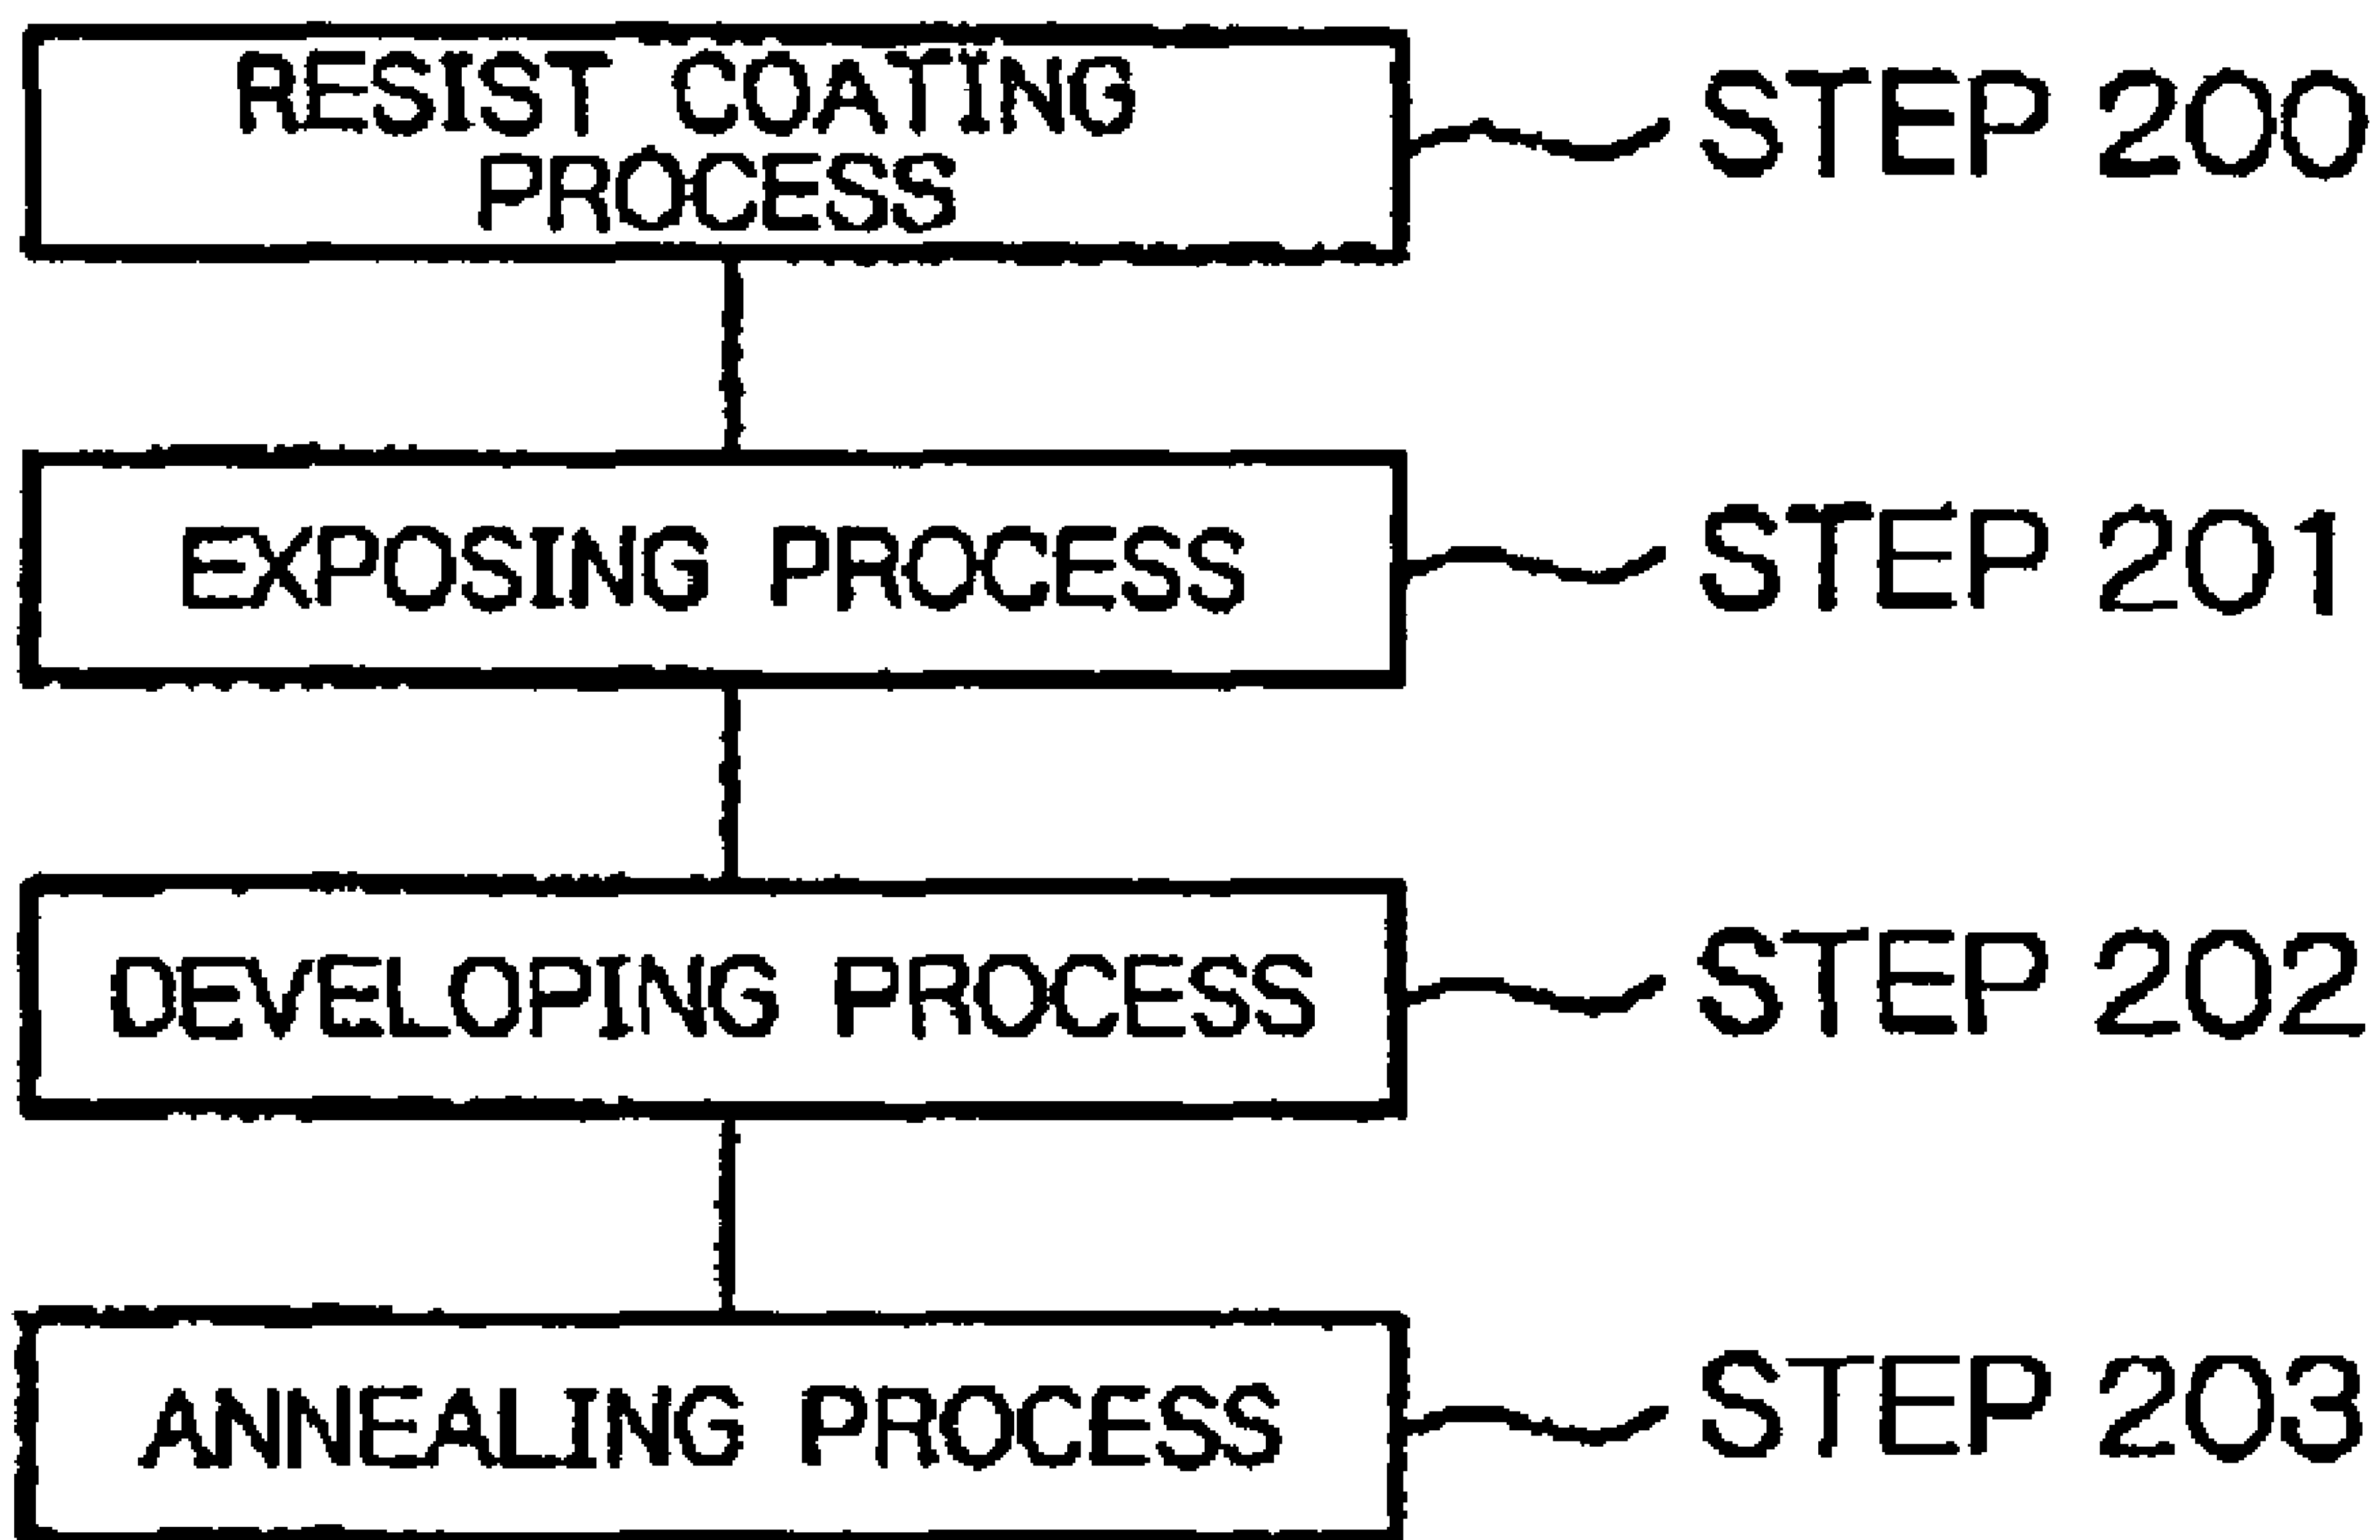 RESIST COATING
PROCESS
STEP 200
EXPOSING PROCESS
STEP 201
DEVELOPING PROCESS
STEP 202
ANNEALING PROCESS
STEP 203